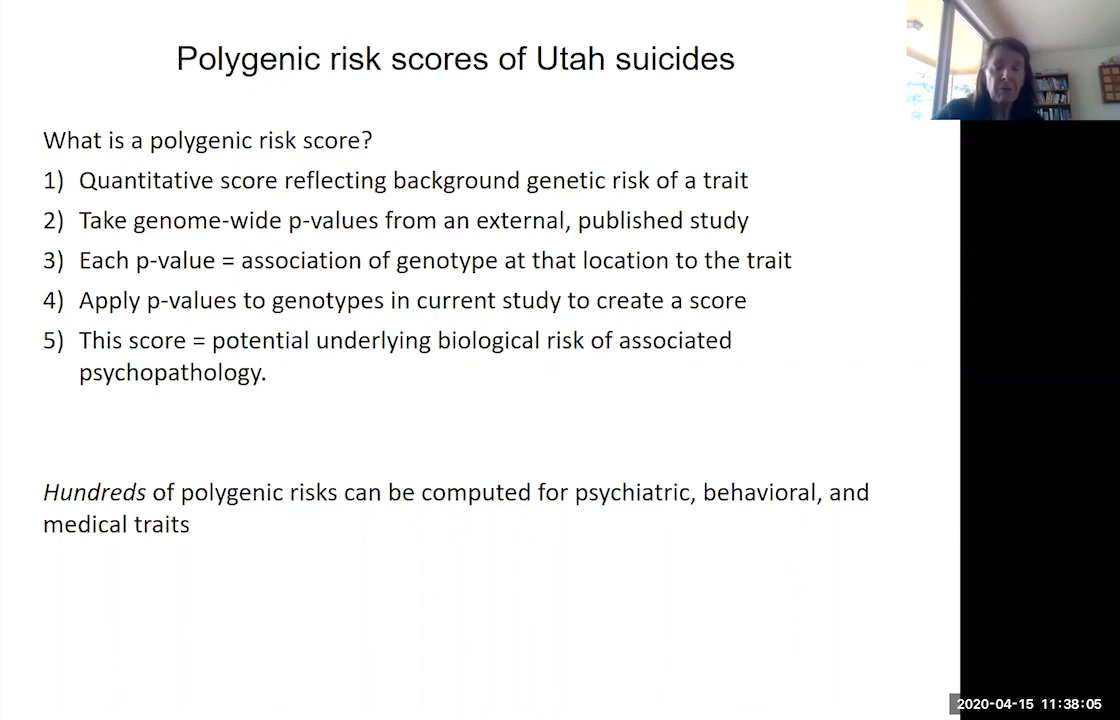 Polygenic risk scores of Utah suicides
What is a polygenic risk score?
1) Quantitative score reflecting background genetic risk of a trait
2) Take genome-wide p-values from an external, published study
3) Each p-value = association of genotype at that location to the trait
4) Apply p-values to genotypes in current study to create a score
5) This score = potential underlying biological risk of associated
psychopathology.
Hundreds of polygenic risks can be computed for psychiatric, behavioral, and
medical traits
2020-04-15 11:38:05